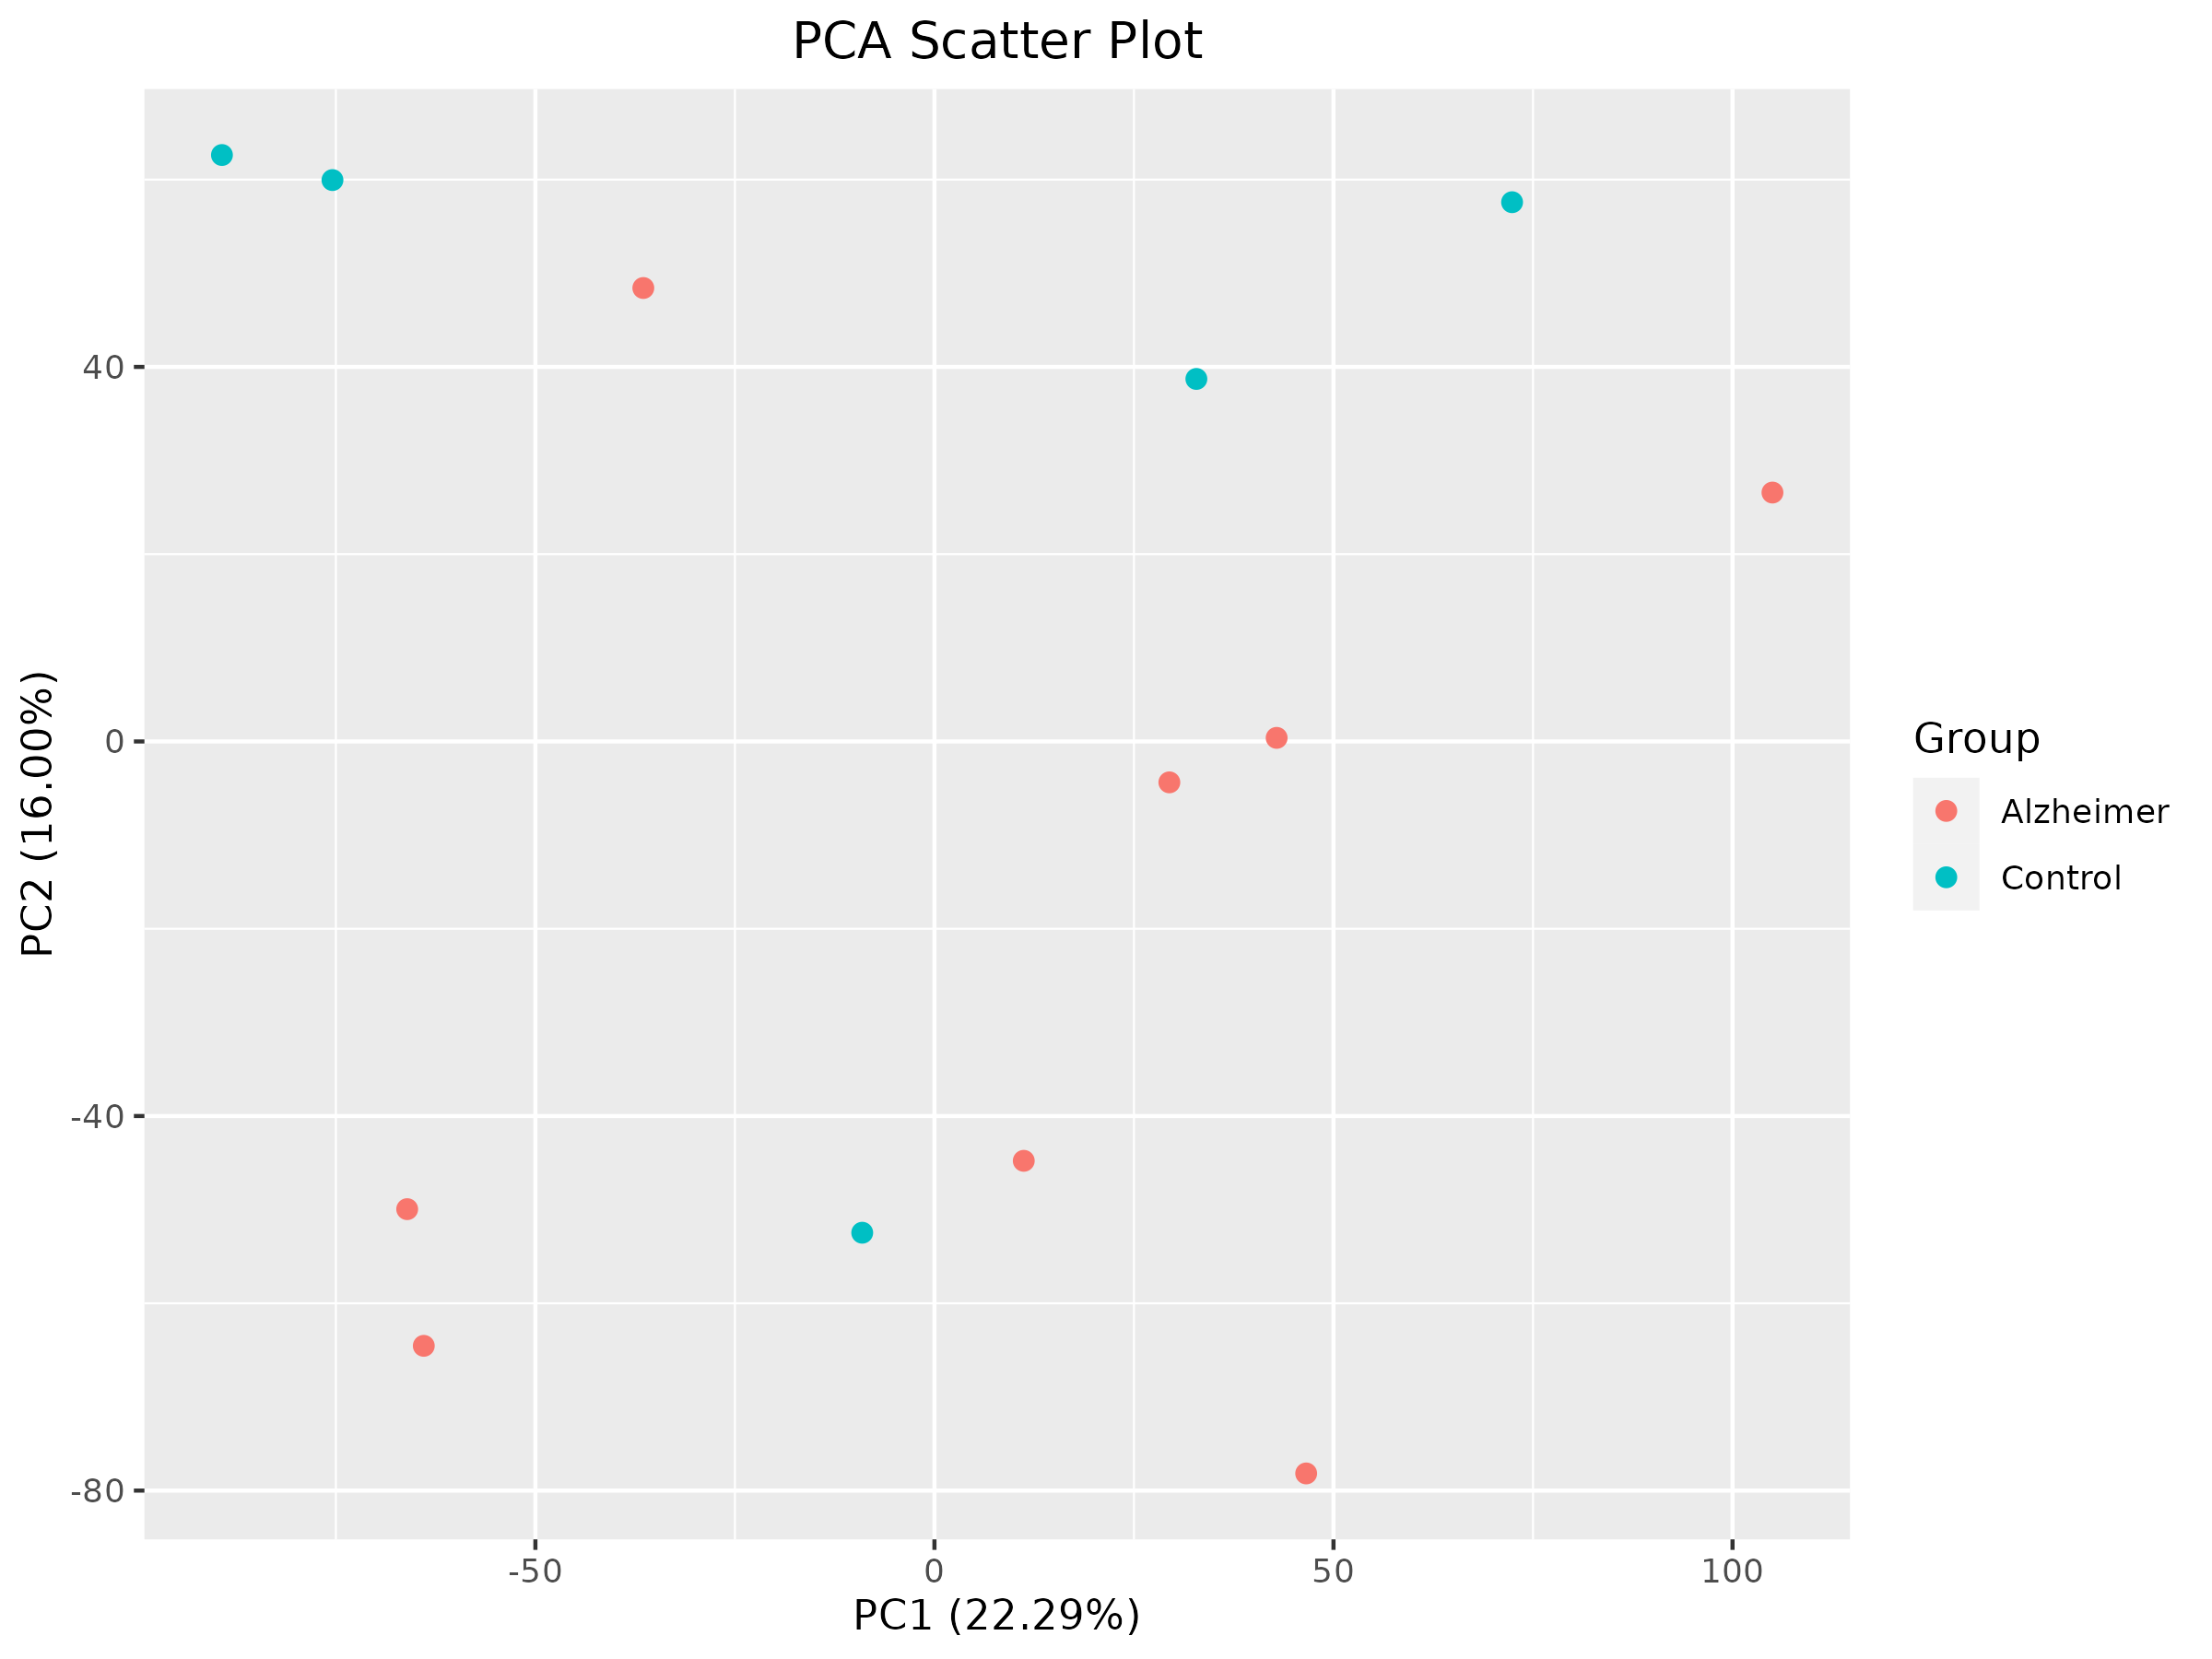 PCA Scatter Plot
40
0
-40
-80
PC2 (16.00%)
-50
0
50
100
PC1 (22.29%)
Group
Alzheimer
Control